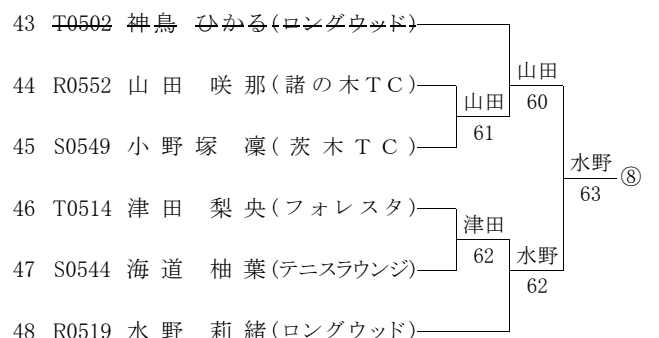 43 T0502 神鳥 ひかる(ロングウッド)
44 R0552 山田 咲那(諸の木TC)
45 S0549 小野塚 凜(茨木TC)
46 T0514 津田 梨央(フォレスタ)
47 S0544 海道 柚葉(テニスラウンジ)
48 R0519 水野 莉緒(ロングウッド)
山田
61
津田
62
山田
60
水野
62
水野
63
⑧